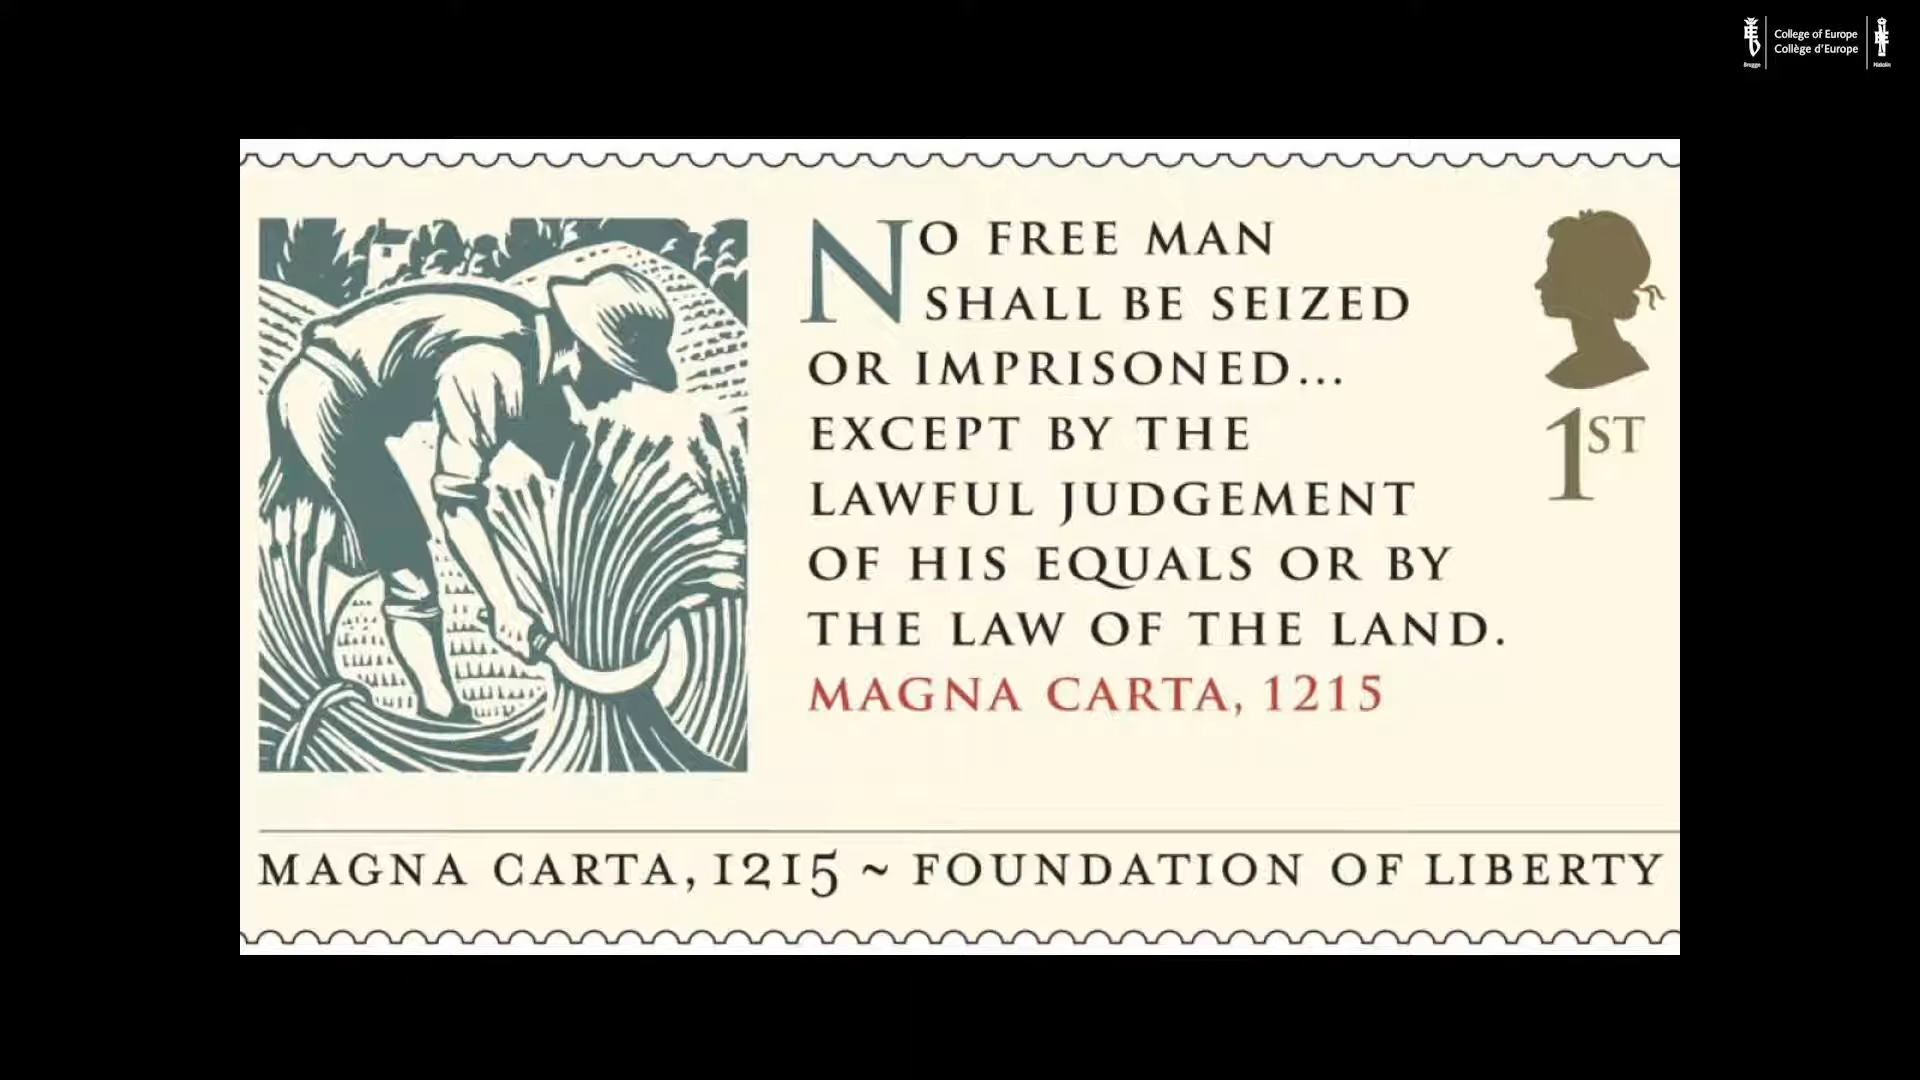 College of Europe
Collège d'Europe
Brugge
Natolin
NO FREE MAN
SHALL BE SEIZED
OR IMPRISONED...
EXCEPT BY THE
LAWFUL JUDGEMENT
OF HIS EQUALS OR BY
THE LAW OF THE LAND.
MAGNA CARTA, 1215
1ST
MAGNA CARTA, 1215 ~ FOUNDATION OF LIBERTY